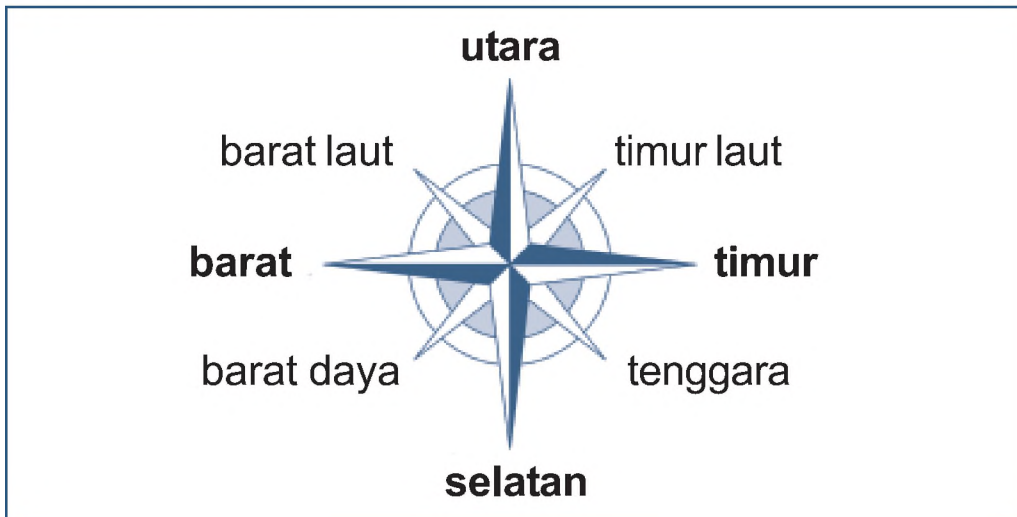 utara
barat laut
timur laut
barat
timur
barat daya
tenggara
selatan